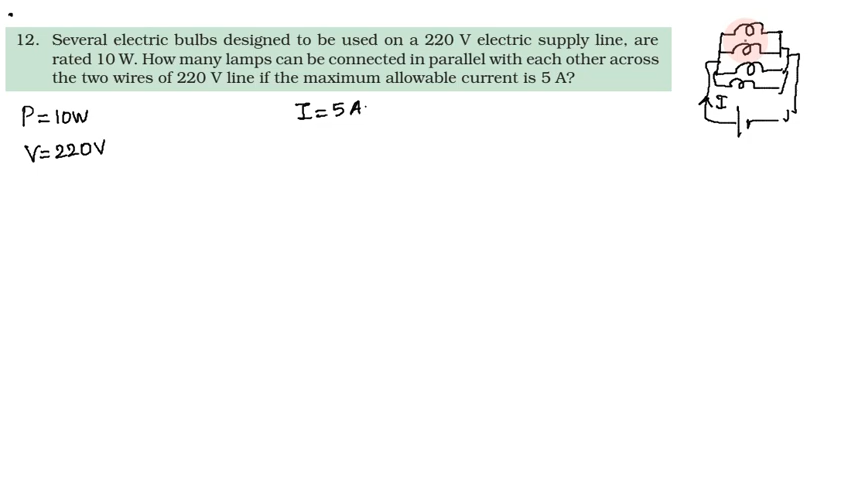 12. Several electric bulbs designed to be used on a 220 V electric supply line, are
rated 10 W. How many lamps can be connected in parallel with each other across
the two wires of 220 V line if the maximum allowable current is 5 A?
P = 10W
I = 5 A.
V = 220V
I